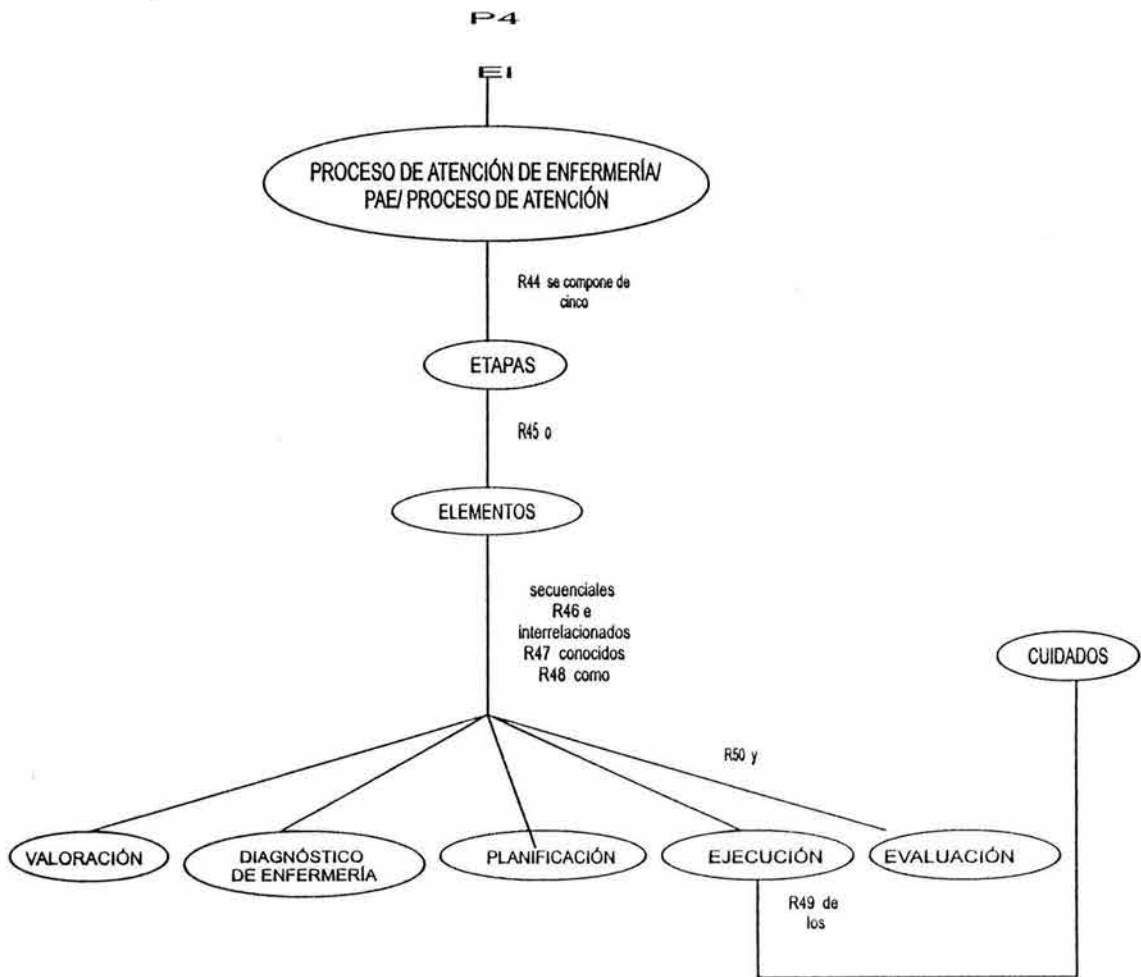 P4
El
PROCESO DE ATENCIÓN DE ENFERMERÍA/
PAE/ PROCESO DE ATENCIÓN
R44 se compone de
cinco
ETAPAS
R45 o
ELEMENTOS
secuenciales
R46 e
interrelacionados
R47 conocidos
R48 como
CUIDADOS
R50 y
VALORACIÓN
DIAGNÓSTICO
DE ENFERMERÍA
PLANIFICACIÓN
EJECUCIÓN
EVALUACIÓN
R49 de
los